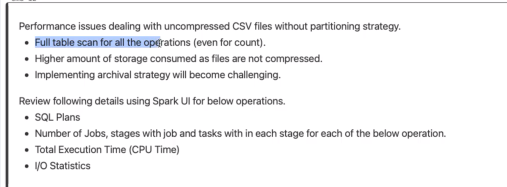 Performance issues dealing with uncompressed CSV files without partitioning strategy.
• Full table scan for all the operations (even for count).
• Higher amount of storage consumed as files are not compressed.
• Implementing archival strategy will become challenging.
Review following details using Spark UI for below operations.
• SQL Plans
• Number of Jobs, stages with job and tasks with in each stage for each of the below operation.
• Total Execution Time (CPU Time)
• I/O Statistics